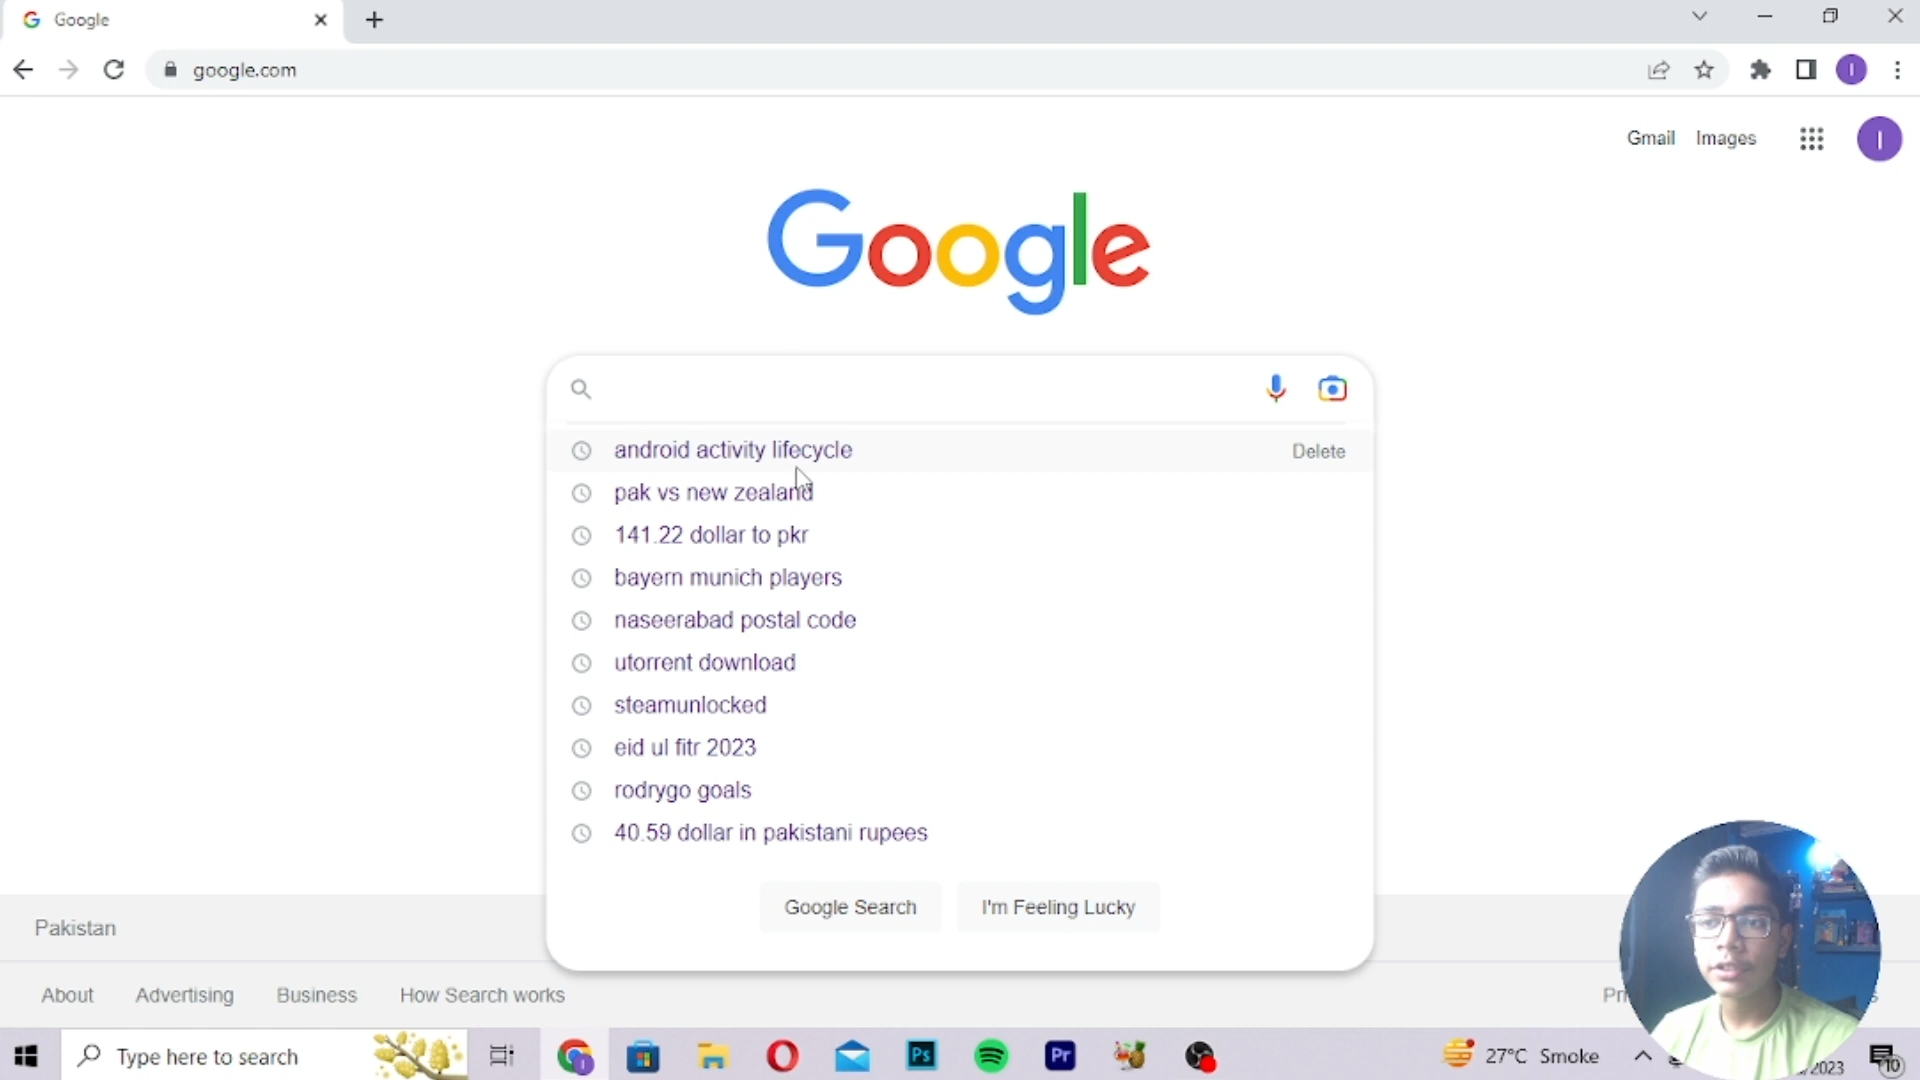 Google
google.com
I
Gmail Images
I
Google
android activity lifecycle
Delete
pak vs new zealand
141.22 dollar to pkr
bayern munich players
naseerabad postal code
utorrent download
steamunlocked
eid ul fitr 2023
rodrygo goals
40.59 dollar in pakistani rupees
Google Search I'm Feeling Lucky
Pakistan
About Advertising Business How Search works
Type here to search
Ps
Pr
27°C Smoke
10